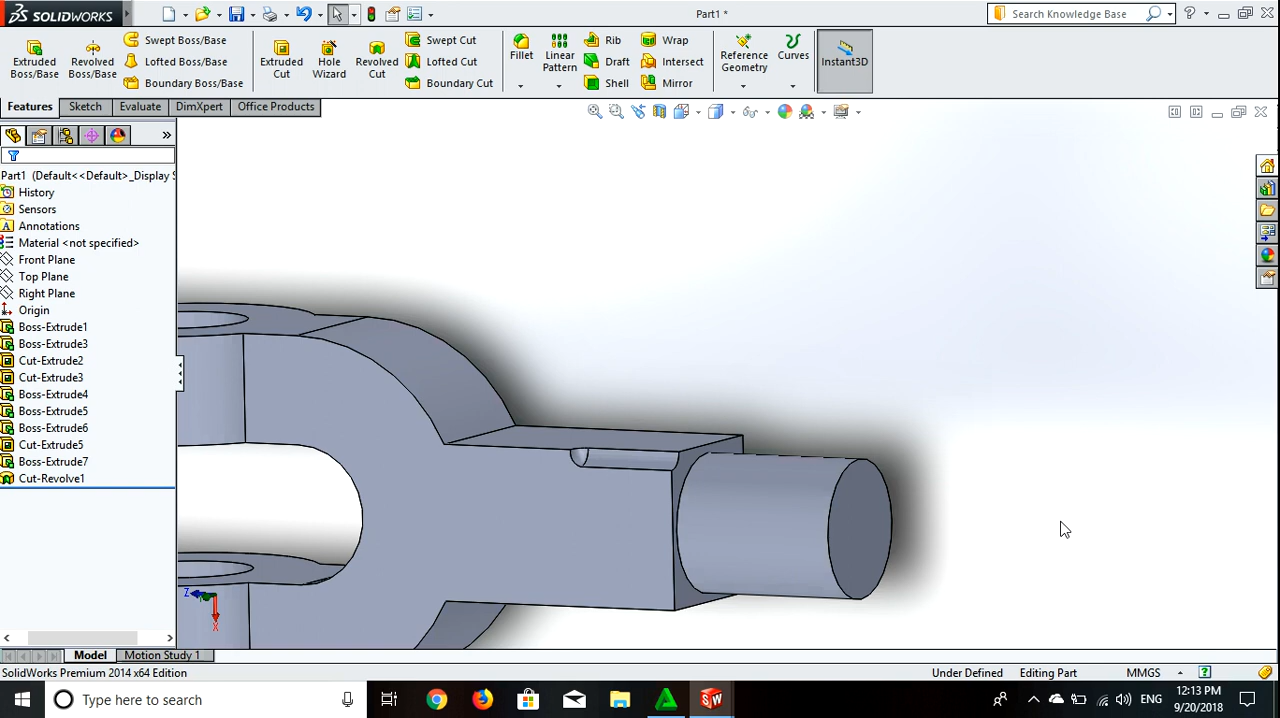 SOLIDWORKS
Part1 *
Search Knowledge Base
Extruded Boss/Base
Revolved Boss/Base
Swept Boss/Base
Lofted Boss/Base
Boundary Boss/Base
Extruded Cut
Hole Wizard
Revolved Cut
Swept Cut
Lofted Cut
Boundary Cut
Fillet
Linear Pattern
Rib
Draft
Shell
Wrap
Intersect
Mirror
Reference Geometry
Curves
Instant3D
Features
Sketch
Evaluate
DimXpert
Office Products
Part1 (Default<<Default>_Display S
History
Sensors
Annotations
Material <not specified>
Front Plane
Top Plane
Right Plane
Origin
Boss-Extrude1
Boss-Extrude3
Cut-Extrude2
Cut-Extrude3
Boss-Extrude4
Boss-Extrude5
Boss-Extrude6
Cut-Extrude5
Boss-Extrude7
Cut-Revolve1
Z
X
Model
Motion Study 1
SolidWorks Premium 2014 x64 Edition
Under Defined
Editing Part
MMGS
Type here to search
ENG
12:13 PM
9/20/2018